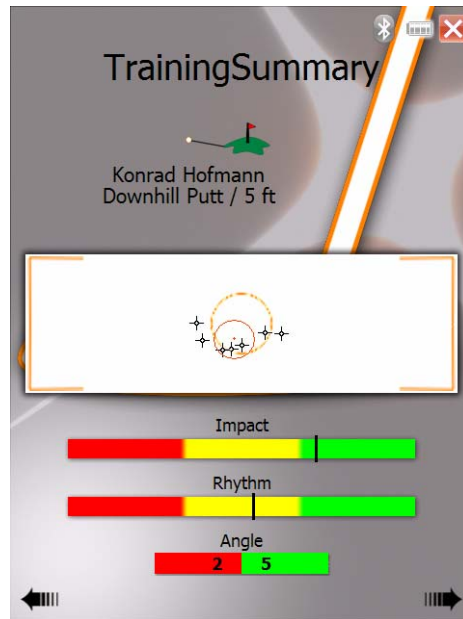 TrainingSummary
Konrad Hofmann
Downhill Putt / 5 ft
Impact
Rhythm
Angle
2 5